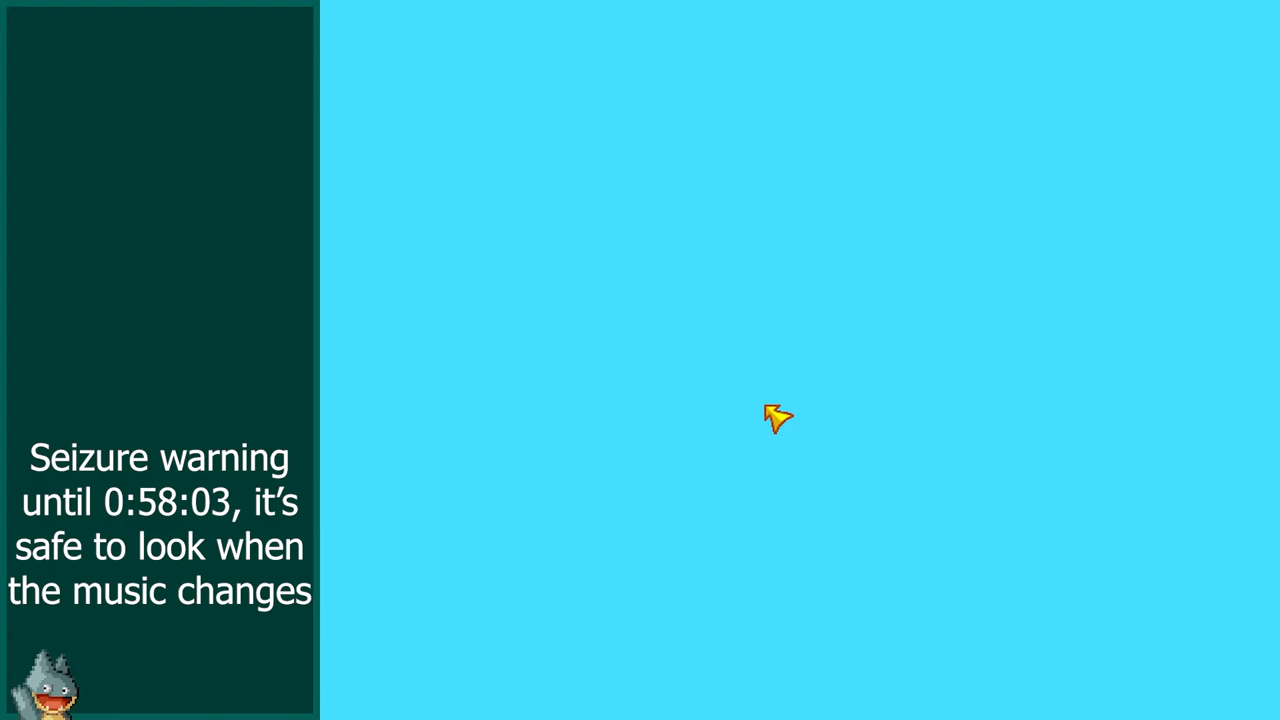 Seizure warning
until 0:58:03, it’s
safe to look when
the music changes